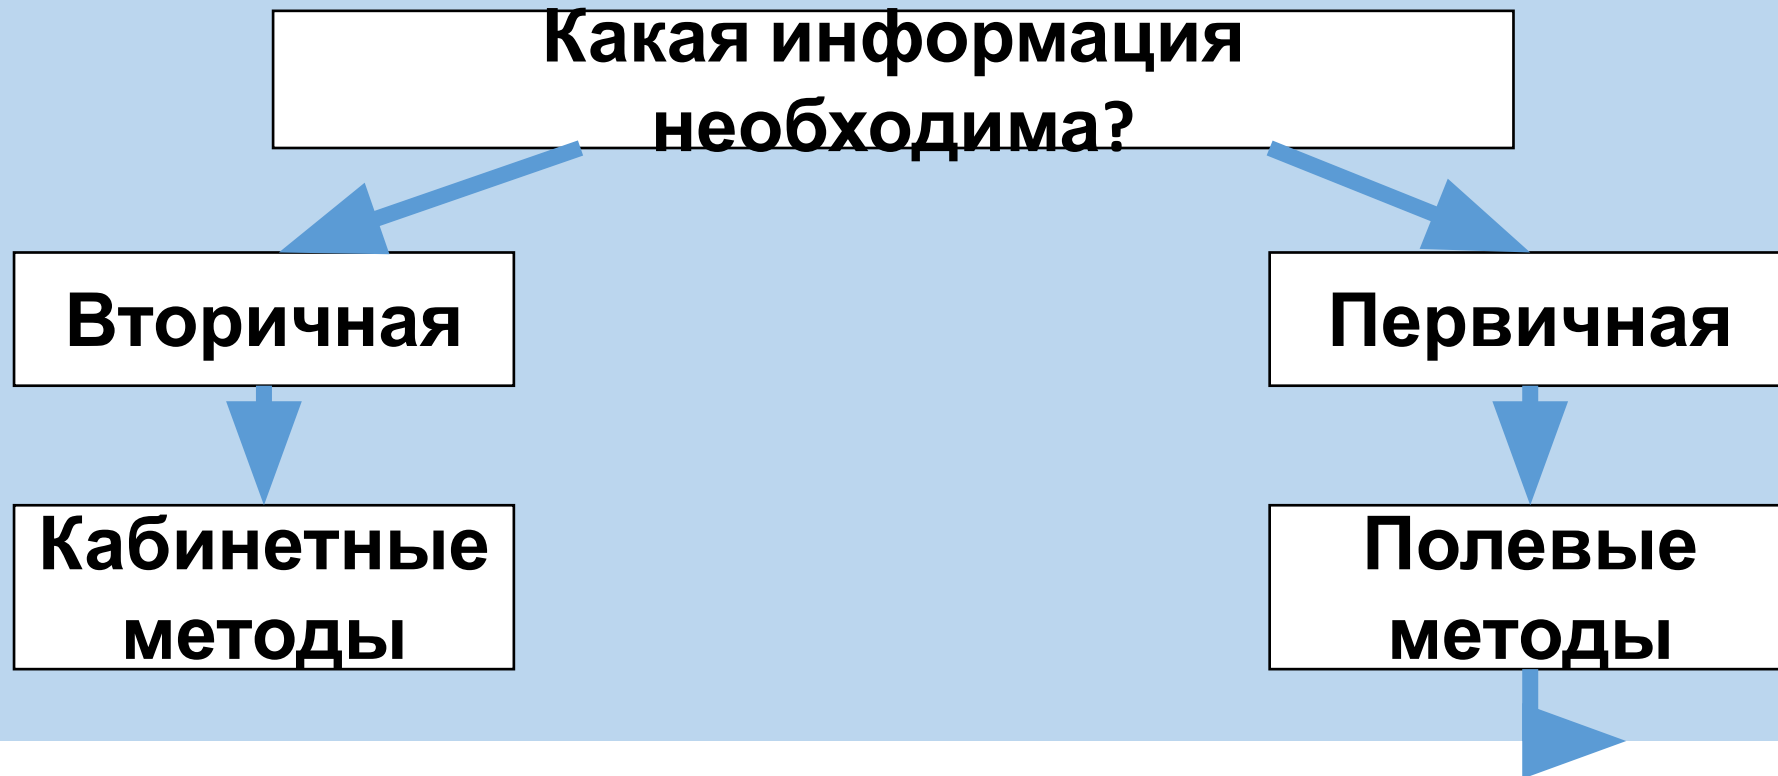 Какая информация
необходима?
Вторичная
Первичная
Кабинетные
методы
Полевые
методы